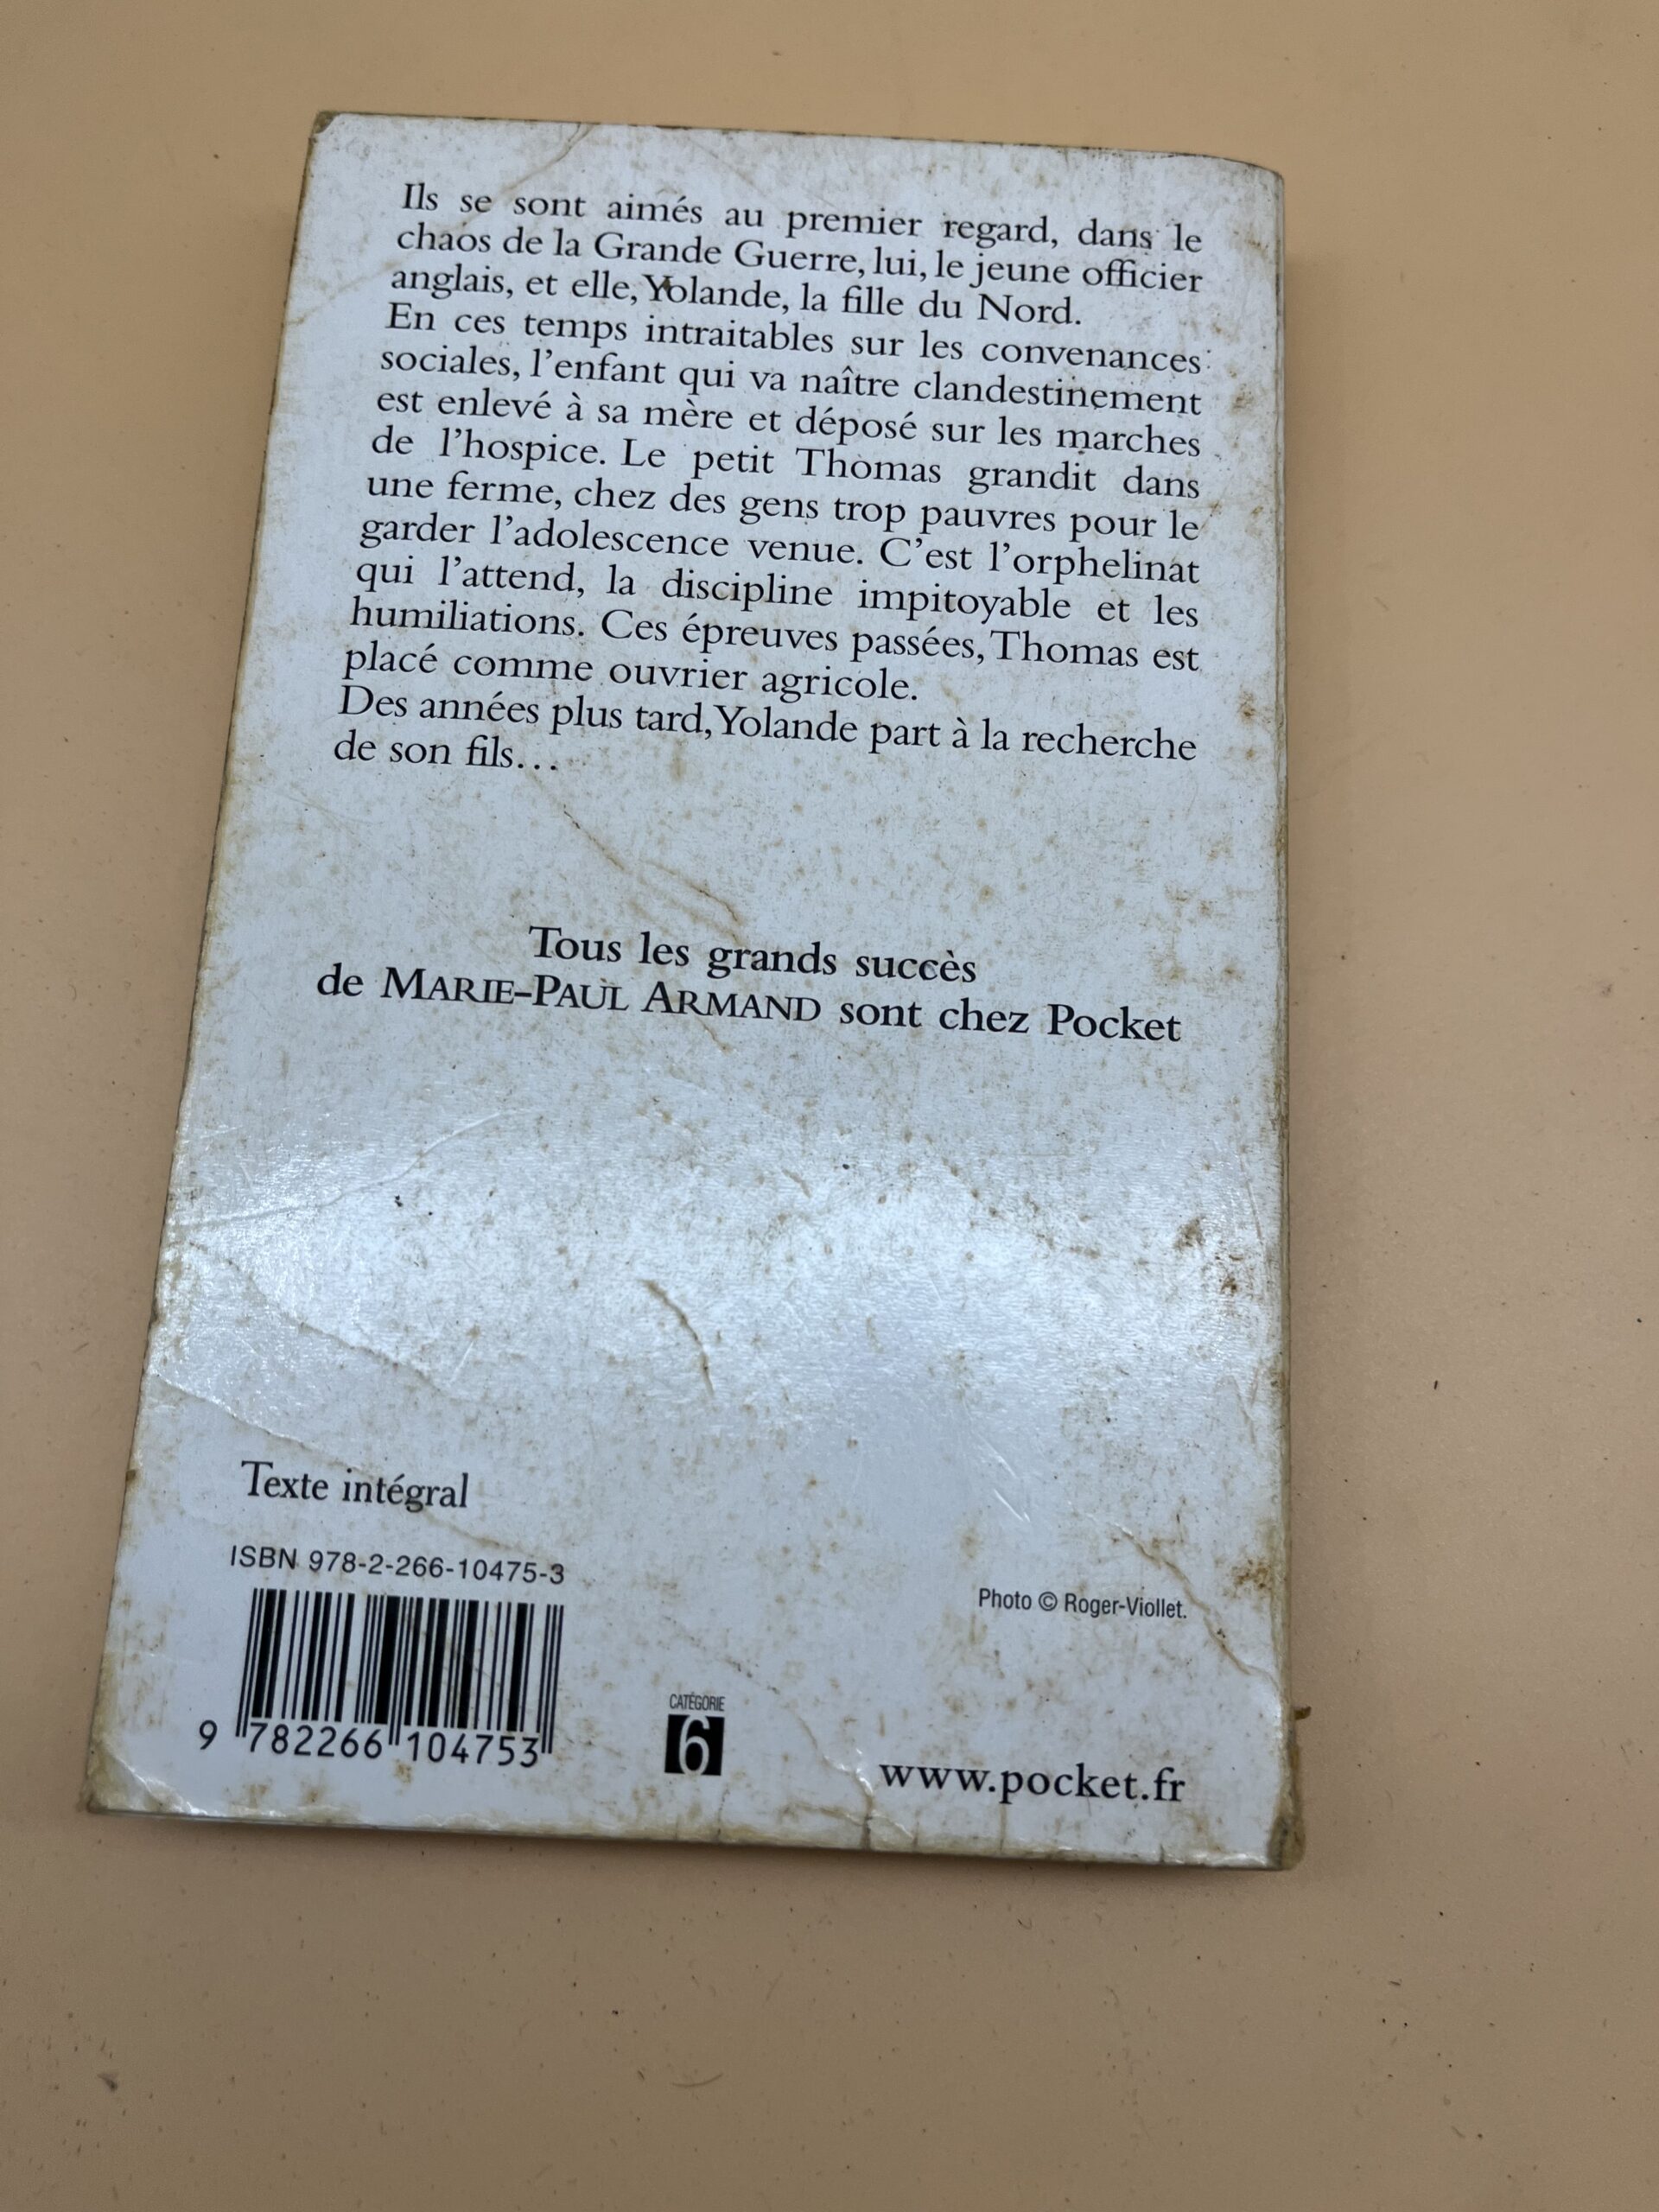 Ils se sont aimés au premier regard, dans le
chaos de la Grande Guerre, lui, le jeune officier
anglais, et elle, Yolande, la fille du Nord.
En ces temps intraitables sur les convenances
sociales, l'enfant qui va naître clandestinement
est enlevé à sa mère et déposé sur les marches
de l'hospice. Le petit Thomas grandit dans
une ferme, chez des gens trop pauvres pour le
garder l'adolescence venue. C'est l'orphelinat
qui l'attend, la discipline impitoyable et les
humiliations. Ces épreuves passées, Thomas est
placé comme ouvrier agricole.
Des années plus tard, Yolande part à la recherche
de son fils…
Tous les grands succès
de MARIE-PAUL ARMAND sont chez Pocket
Texte intégral
ISBN 978-2-266-10475-3
Photo © Roger-Viollet.
9 782266 104753
CATÉGORIE
6
www.pocket.fr